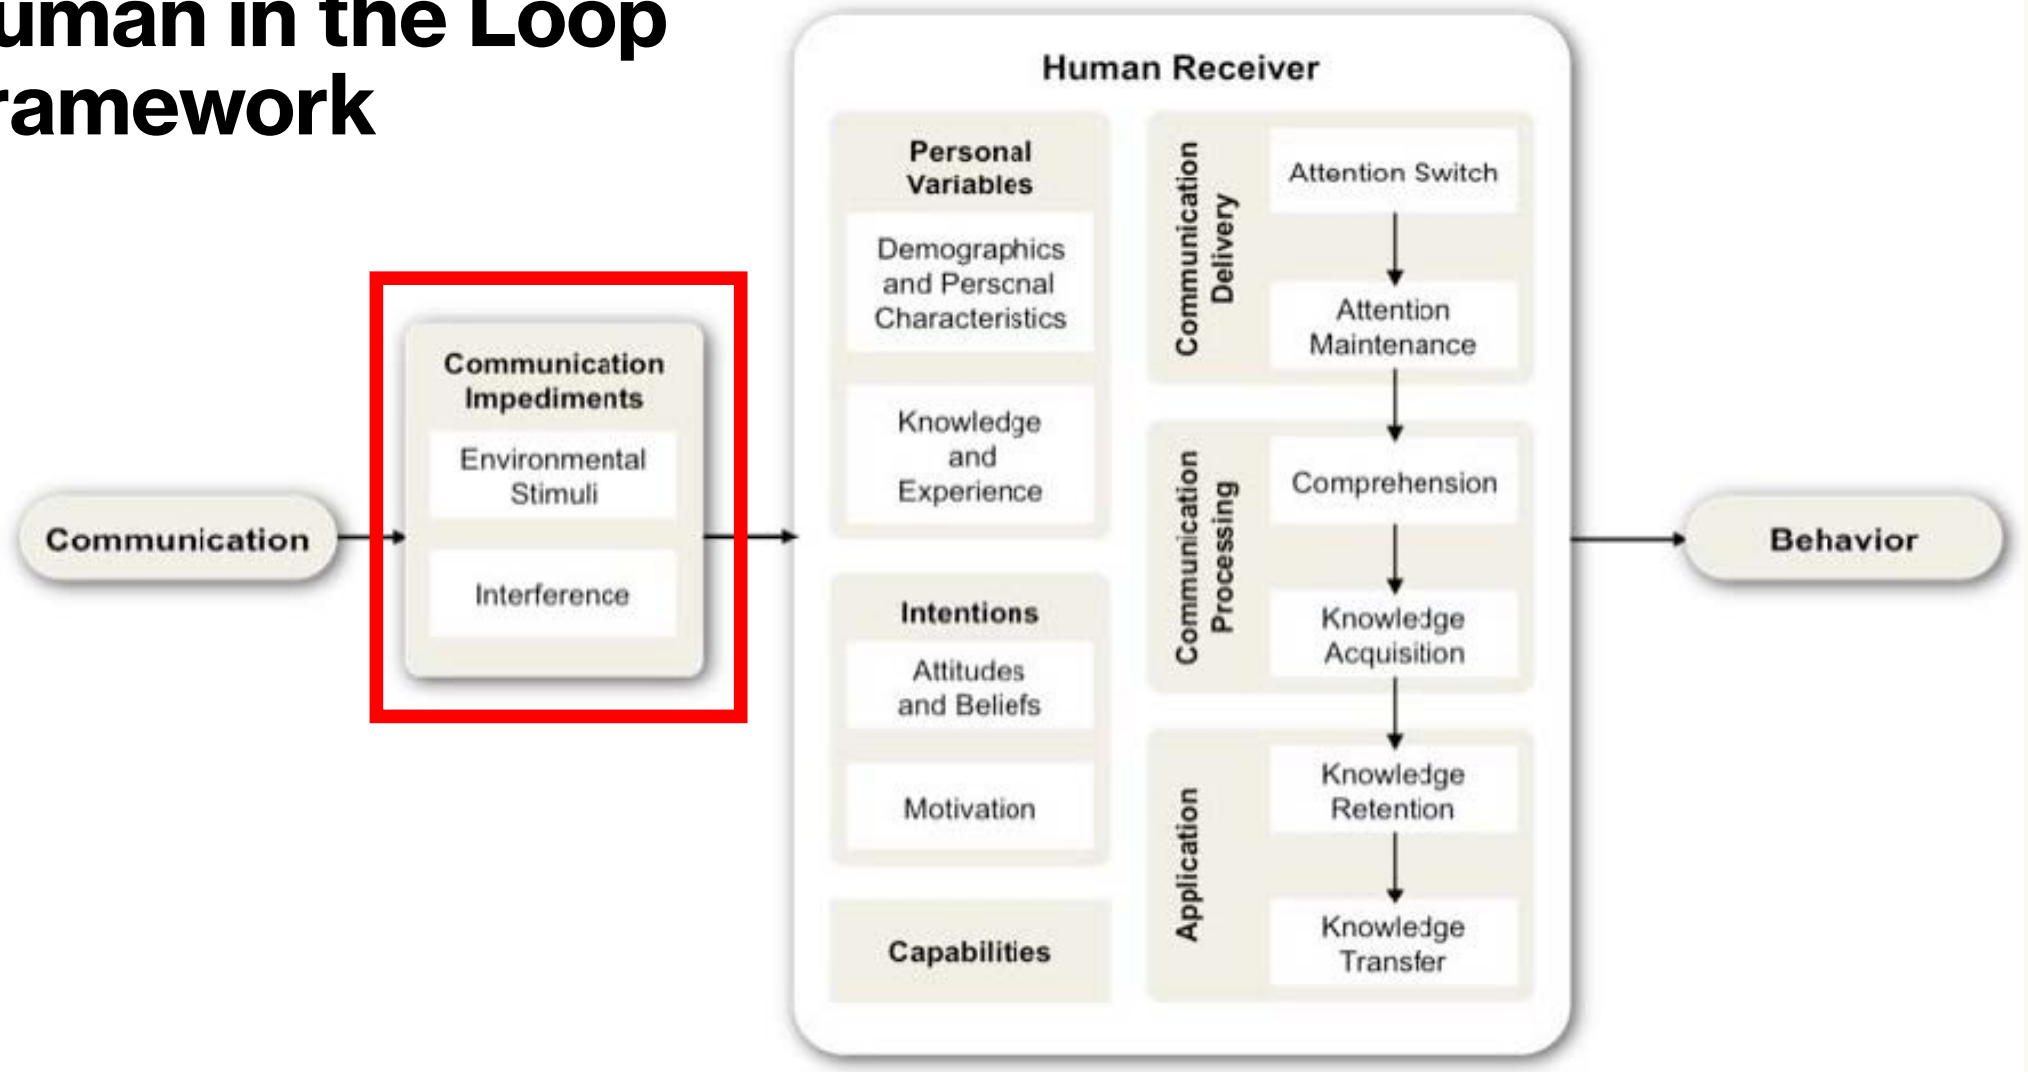 uman in the Loop
ramework
Human Receiver
Personal
Variables
Demographics
and Personal
Characteristics
Knowledge
and
Experience
Intentions
Attitudes
and Beliefs
Motivation
Capabilities
Communication
Delivery
Attention Switch
Attention
Maintenance
Communication
Processing
Comprehension
Knowledge
Acquisition
Application
Knowledge
Retention
Knowledge
Transfer
Communication
Impediments
Environmental
Stimuli
Interference
Communication
Behavior